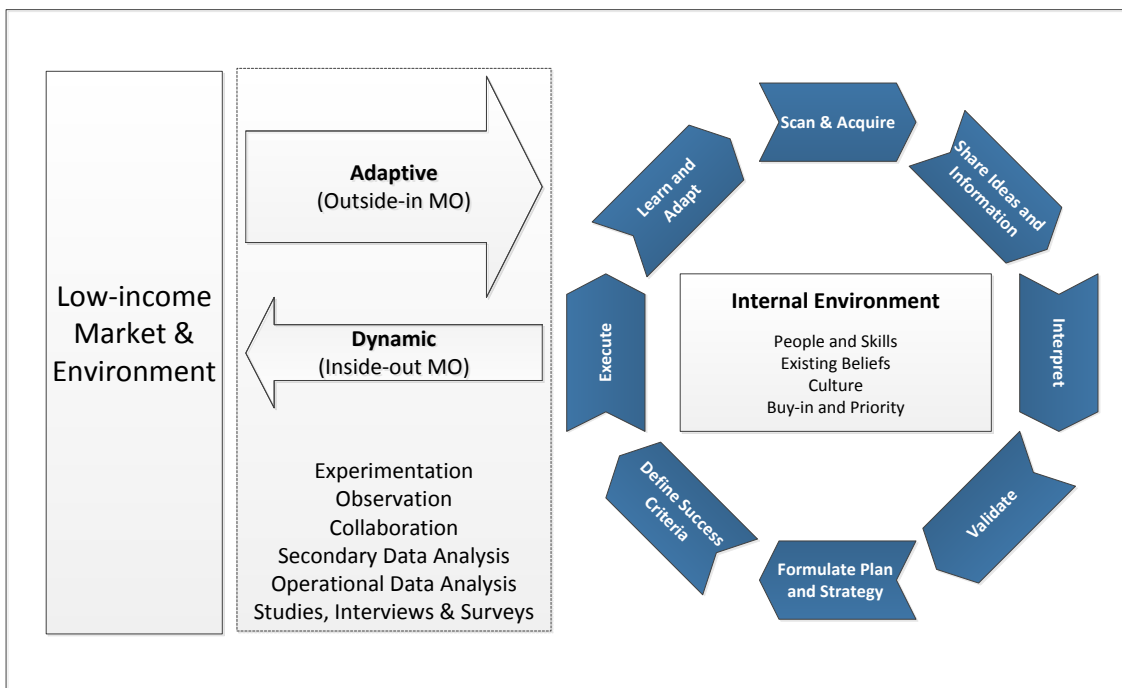 Low-income
Market &
Environment
Adaptive
(Outside-in MO)
Dynamic
(Inside-out MO)
Experimentation
Observation
Collaboration
Secondary Data Analysis
Operational Data Analysis
Studies, Interviews & Surveys
Scan & Acquire
Share Ideas and
Information
Interpret
Validate
Formulate Plan
and Strategy
Define Success
Criteria
Execute
Learn and
Adapt
Internal Environment
People and Skills
Existing Beliefs
Culture
Buy-in and Priority